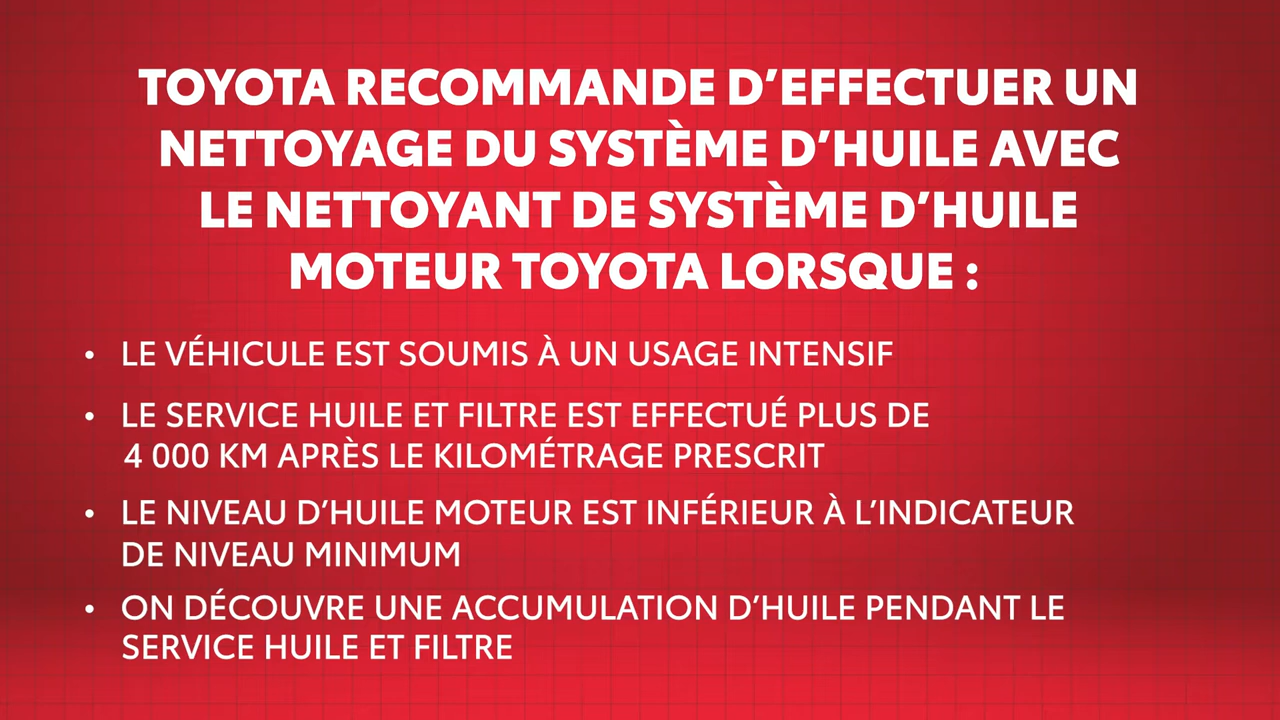 TOYOTA RECOMMANDE D’EFFECTUER UN
NETTOYAGE DU SYSTÈME D’HUILE AVEC
LE NETTOYANT DE SYSTÈME D’HUILE
MOTEUR TOYOTA LORSQUE :
• LE VÉHICULE EST SOUMIS À UN USAGE INTENSIF
• LE SERVICE HUILE ET FILTRE EST EFFECTUÉ PLUS DE
4 000 KM APRÈS LE KILOMÉTRAGE PRESCRIT
• LE NIVEAU D’HUILE MOTEUR EST INFÉRIEUR À L’INDICATEUR
DE NIVEAU MINIMUM
• ON DÉCOUVRE UNE ACCUMULATION D’HUILE PENDANT LE
SERVICE HUILE ET FILTRE